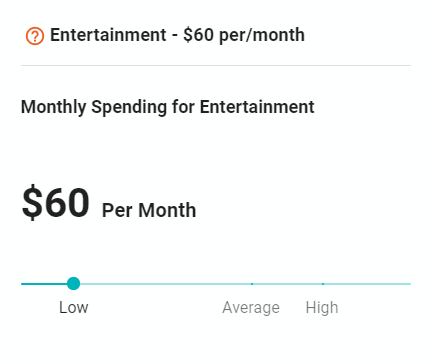 Entertainment - $60 per/month
Monthly Spending for Entertainment
$60 Per Month
Low Average High